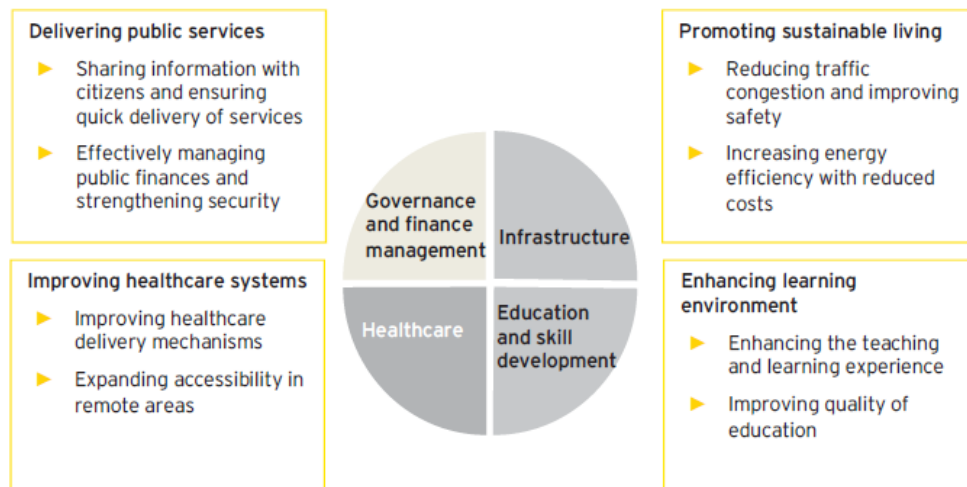 Delivering public services
Sharing information with
citizens and ensuring
quick delivery of services
Effectively managing
public finances and
strengthening security
Promoting sustainable living
Reducing traffic
congestion and improving
safety
Increasing energy
efficiency with reduced
costs
Governance
and finance
management
Infrastructure
Healthcare
Education
and skill
development
Improving healthcare systems
Improving healthcare
delivery mechanisms
Expanding accessibility in
remote areas
Enhancing learning
environment
Enhancing the teaching
and learning experience
Improving quality of
education